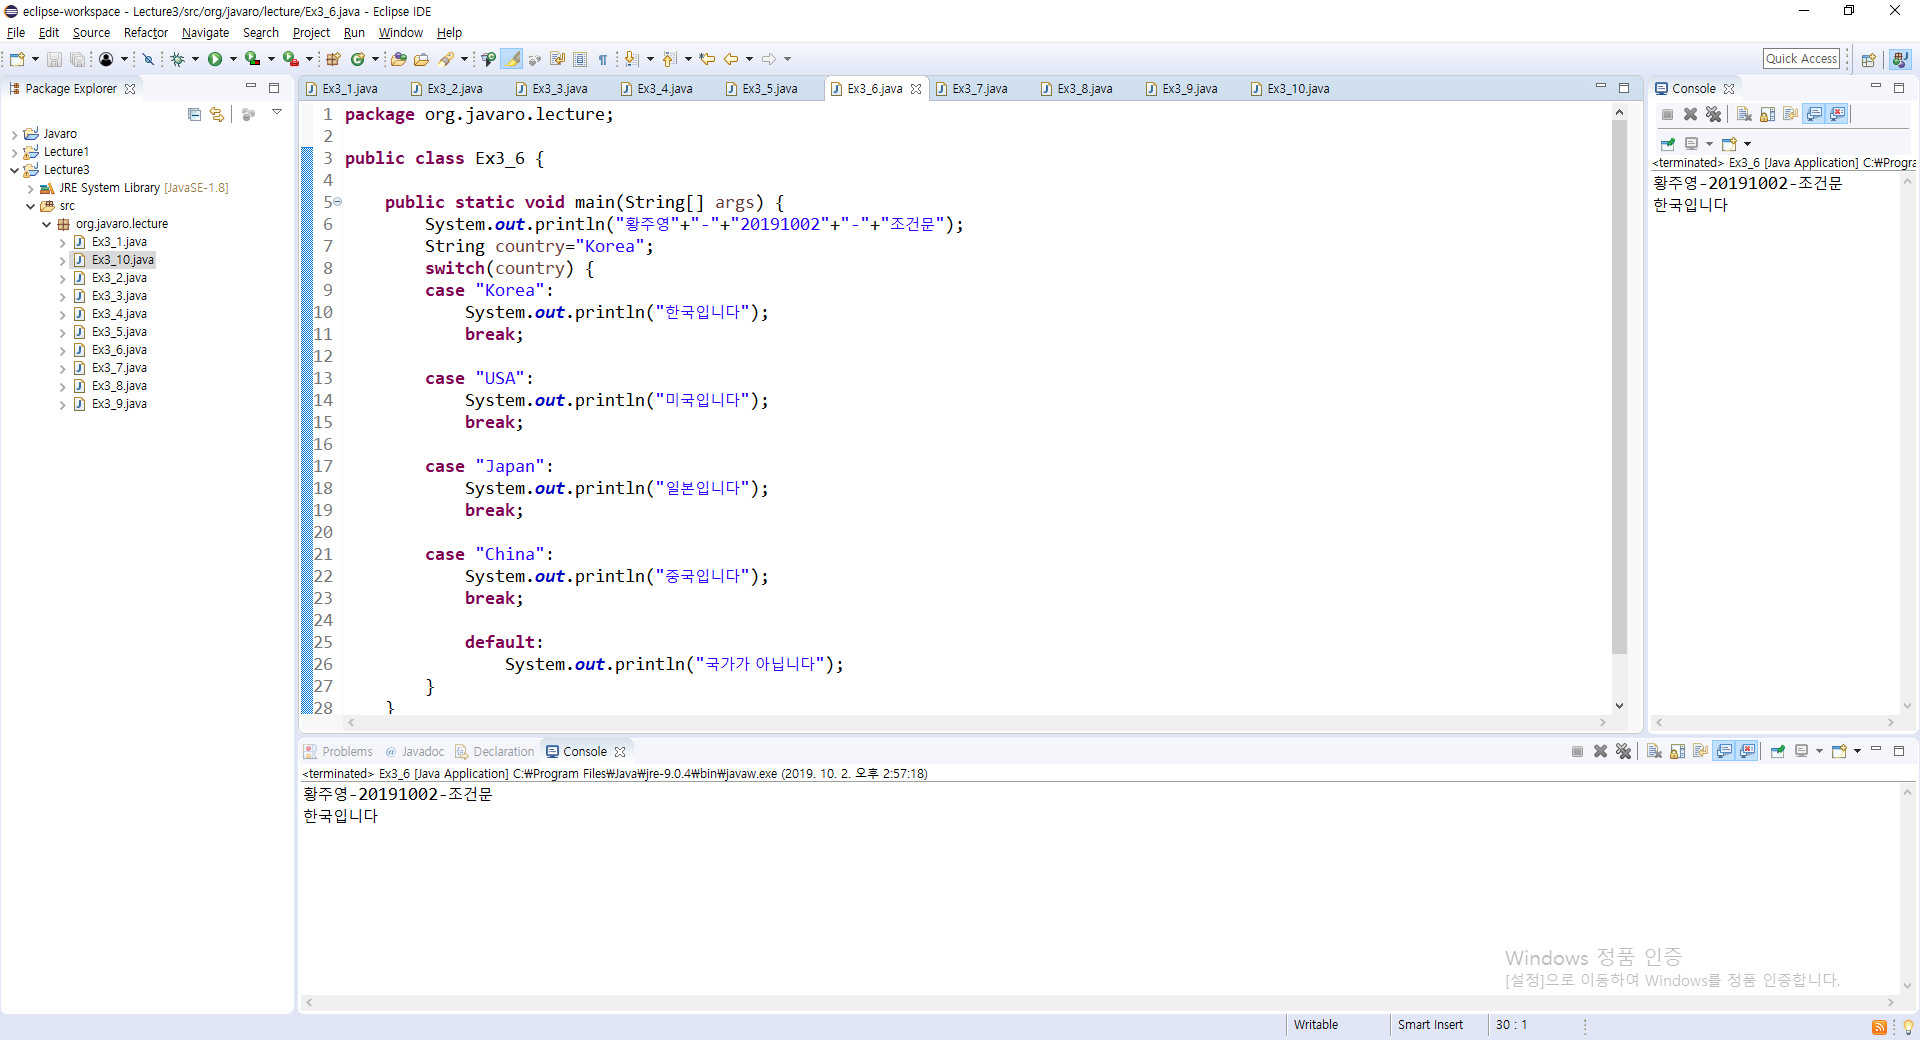 eclipse-workspace - Lecture3/src/org/javaro/lecture/Ex3_6.java - Eclipse IDE
File Edit Source Refactor Navigate Search Project Run Window Help
Quick Access
Package Explorer
Javaro
Lecture1
Lecture3
JRE System Library [JavaSE-1.8]
src
org.javaro.lecture
Ex3_1.java
Ex3_10.java
Ex3_2.java
Ex3_3.java
Ex3_4.java
Ex3_5.java
Ex3_6.java
Ex3_7.java
Ex3_8.java
Ex3_9.java
Ex3_1.java Ex3_2.java Ex3_3.java Ex3_4.java Ex3_5.java Ex3_6.java Ex3_7.java Ex3_8.java Ex3_9.java Ex3_10.java
1 package org.javaro.lecture;
2
3 public class Ex3_6 {
4
5 public static void main(String[] args) {
6 System.out.println("황주영"+"-"+"20191002"+"-"+"조건문");
7 String country="Korea";
8 switch(country) {
9 case "Korea":
10 System.out.println("한국입니다");
11 break;
12
13 case "USA":
14 System.out.println("미국입니다");
15 break;
16
17 case "Japan":
18 System.out.println("일본입니다");
19 break;
20
21 case "China":
22 System.out.println("중국입니다");
23 break;
24
25 default:
26 System.out.println("국가가 아닙니다");
27 }
28 }
Console
<terminated> Ex3_6 [Java Application] C:₩Progra
황주영-20191002-조건문
한국입니다
Problems @ Javadoc Declaration Console
<terminated> Ex3_6 [Java Application] C:₩Program Files₩Java₩jre-9.0.4₩bin₩javaw.exe (2019. 10. 2. 오후 2:57:18)
황주영-20191002-조건문
한국입니다
Windows 정품 인증
[설정]으로 이동하여 Windows를 정품 인증합니다.
Writable Smart Insert 30 : 1